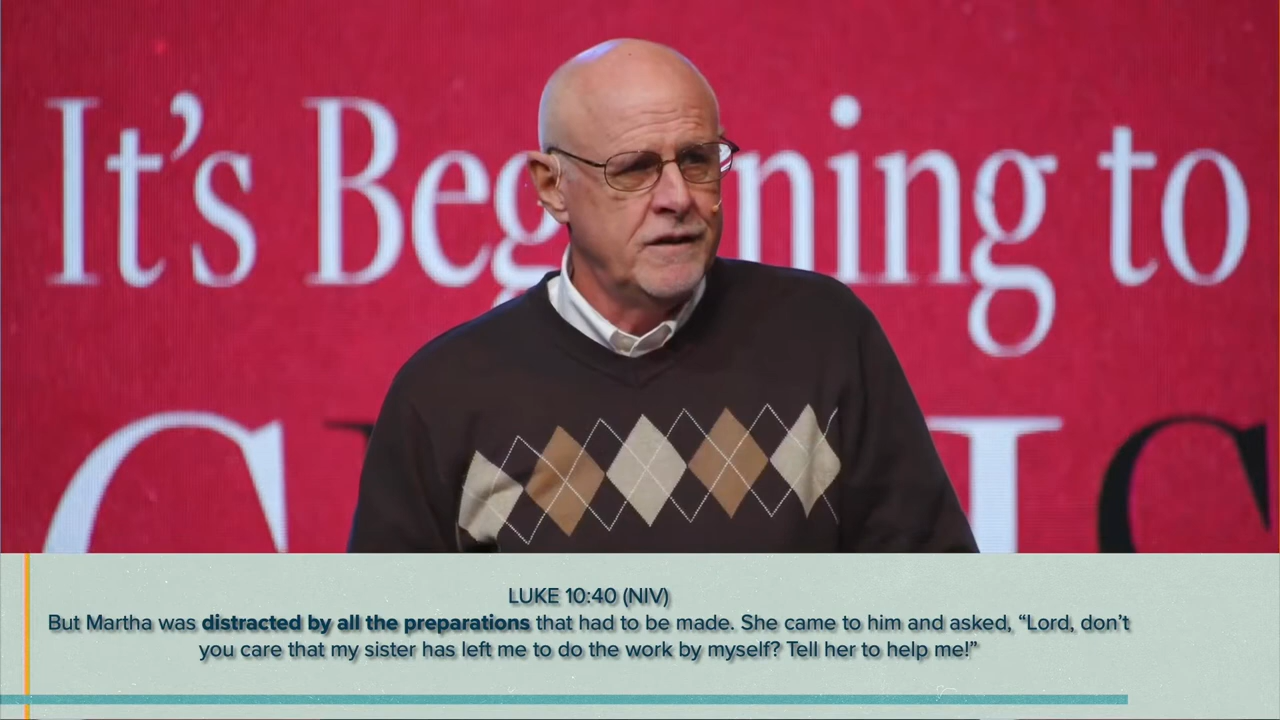 It's Beg ning to
C I S
LUKE 10:40 (NIV)
But Martha was distracted by all the preparations that had to be made. She came to him and asked, “Lord, don’t
you care that my sister has left me to do the work by myself? Tell her to help me!”